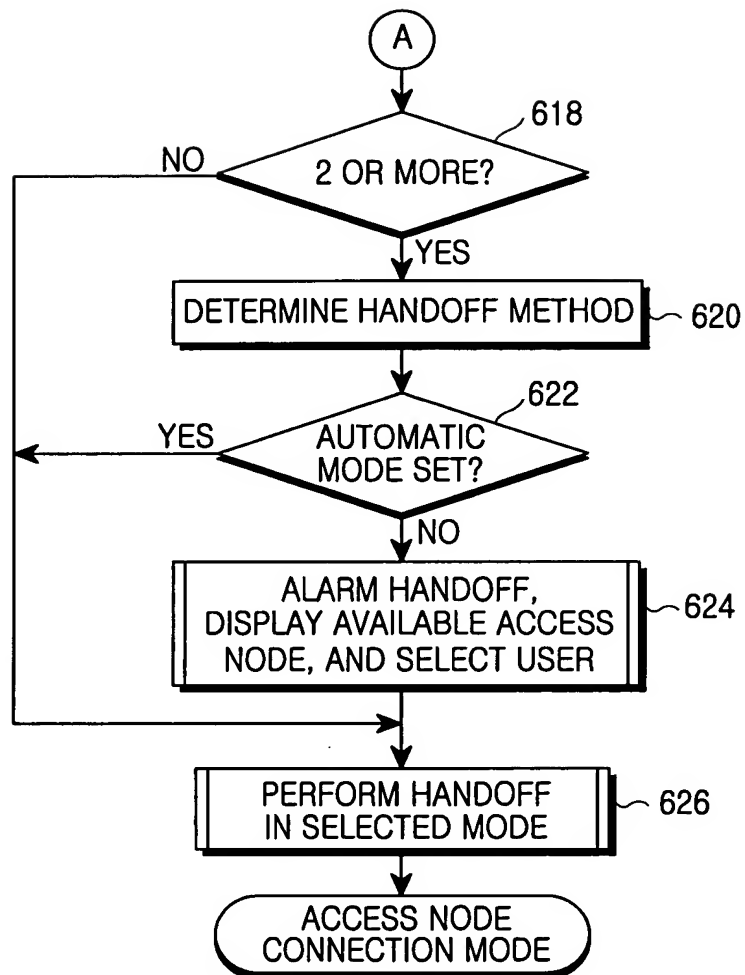 A
618
NO
2 OR MORE?
YES
DETERMINE HANDOFF METHOD
620
622
YES
AUTOMATIC
MODE SET?
NO
ALARM HANDOFF,
DISPLAY AVAILABLE ACCESS
NODE, AND SELECT USER
624
PERFORM HANDOFF
IN SELECTED MODE
626
ACCESS NODE
CONNECTION MODE